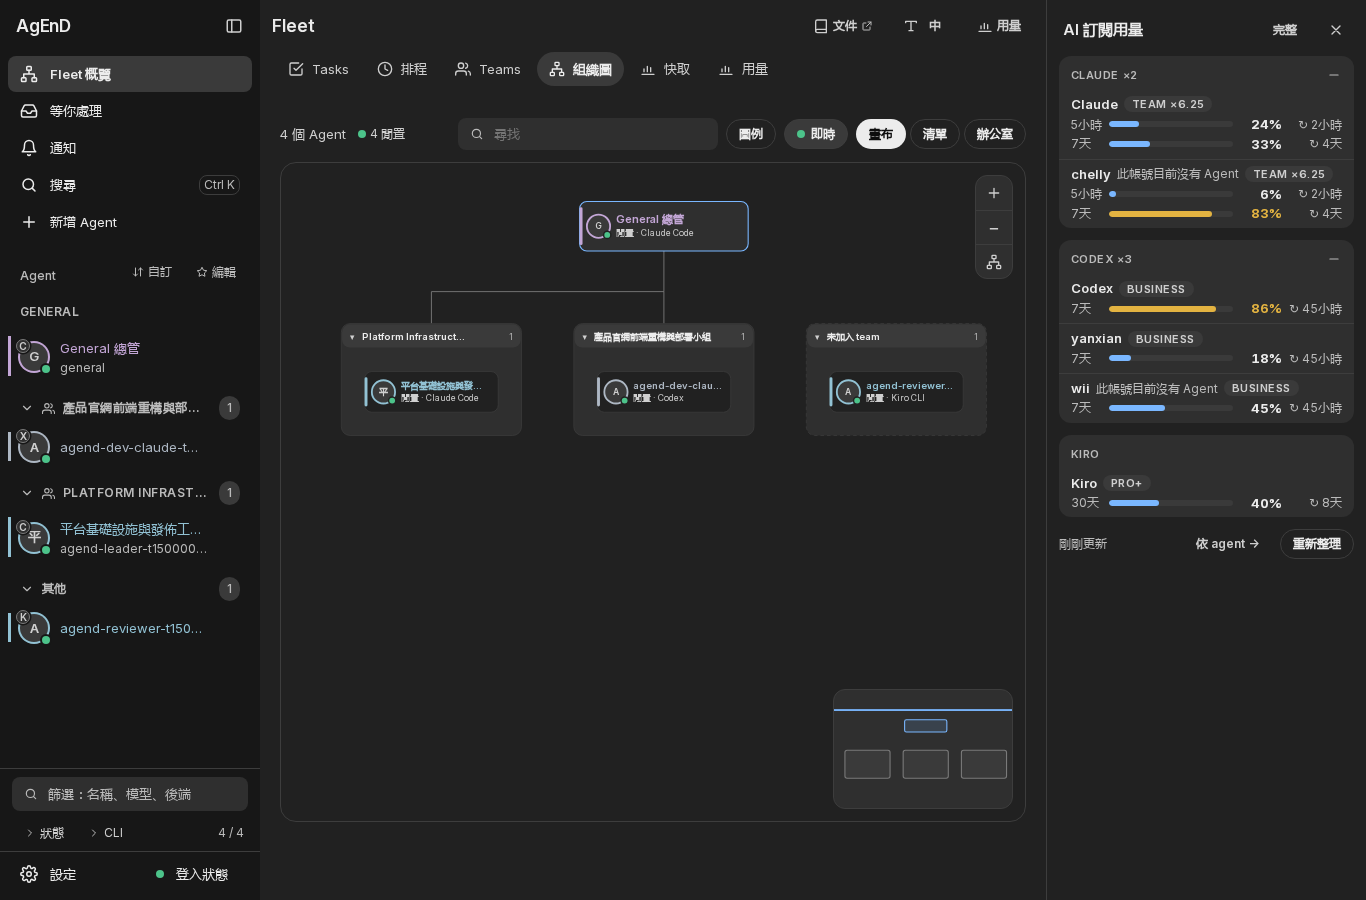 AgEnD
Fleet 概覽
等你處理
通知
搜尋 Ctrl K
新增 Agent
Agent 自訂 編輯
GENERAL
C G General 總管
general
產品官網前端重構與部... 1
X A agend-dev-claude-t...
PLATFORM INFRAST... 1
C 平 平台基礎設施與發佈工...
agend-leader-t150000...
其他 1
K A agend-reviewer-t150...
篩選：名稱、模型、後端
狀態 CLI 4 / 4
設定 登入狀態
Fleet 文件 中 用量
Tasks 排程 Teams 組織圖 快取 用量
4 個 Agent 4 閒置 尋找 圖例 即時 畫布 清單 辦公室
G General 總管
閒置 · Claude Code
Platform Infrastruct... 1
平 平台基礎設施與發...
閒置 · Claude Code
產品官網前端重構與部署小組 1
A agend-dev-clau...
閒置 · Codex
未加入 team 1
A agend-reviewer...
閒置 · Kiro CLI
AI 訂閱用量 完整
CLAUDE ×2
Claude TEAM ×6.25
5小時 24% ↻ 2小時
7天 33% ↻ 4天
chelly 此帳號目前沒有 Agent TEAM ×6.25
5小時 6% ↻ 2小時
7天 83% ↻ 4天
CODEX ×3
Codex BUSINESS
7天 86% ↻ 45小時
yanxian BUSINESS
7天 18% ↻ 45小時
wii 此帳號目前沒有 Agent BUSINESS
7天 45% ↻ 45小時
KIRO
Kiro PRO+
30天 40% ↻ 8天
剛剛更新 依 agent → 重新整理